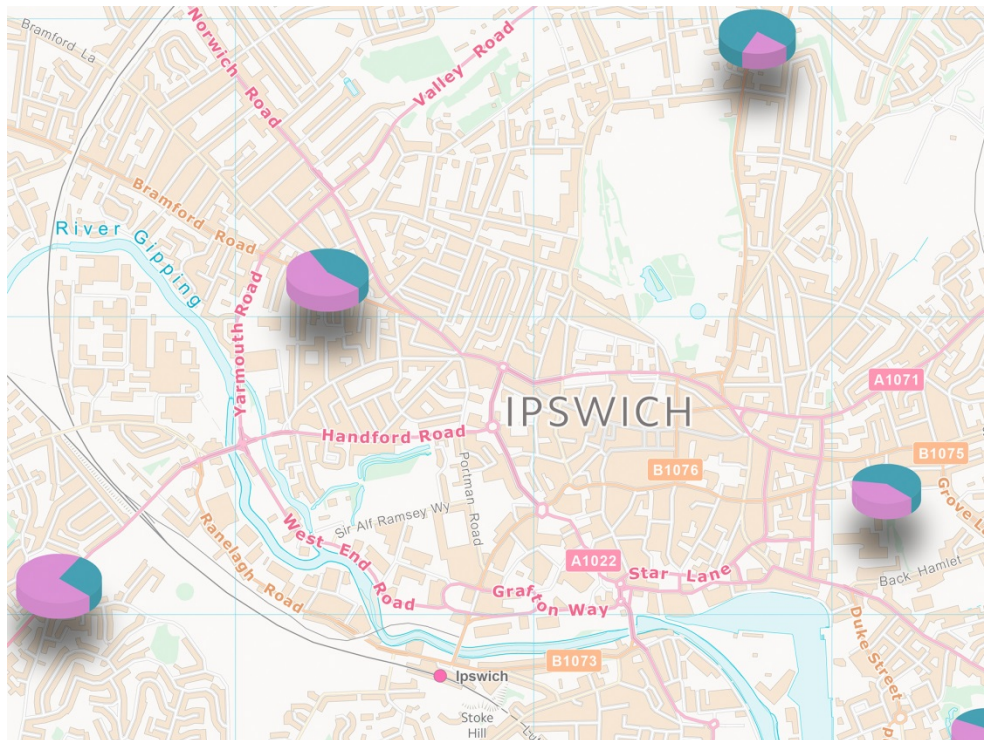 Bramford La
Norwich Road
Valley Road
Bramford Road
River Gipping
Yarmouth Road
IPSWICH
A1071
Handford Road
B1075
B1076
Portman Road
Grove L
Sir Alf Ramsey Wy
West End Road
Ranelagh Road
A1022
Star Lane
Back Hamlet
Grafton Way
Duke Street
B1073
Ipswich
Stoke
Hill